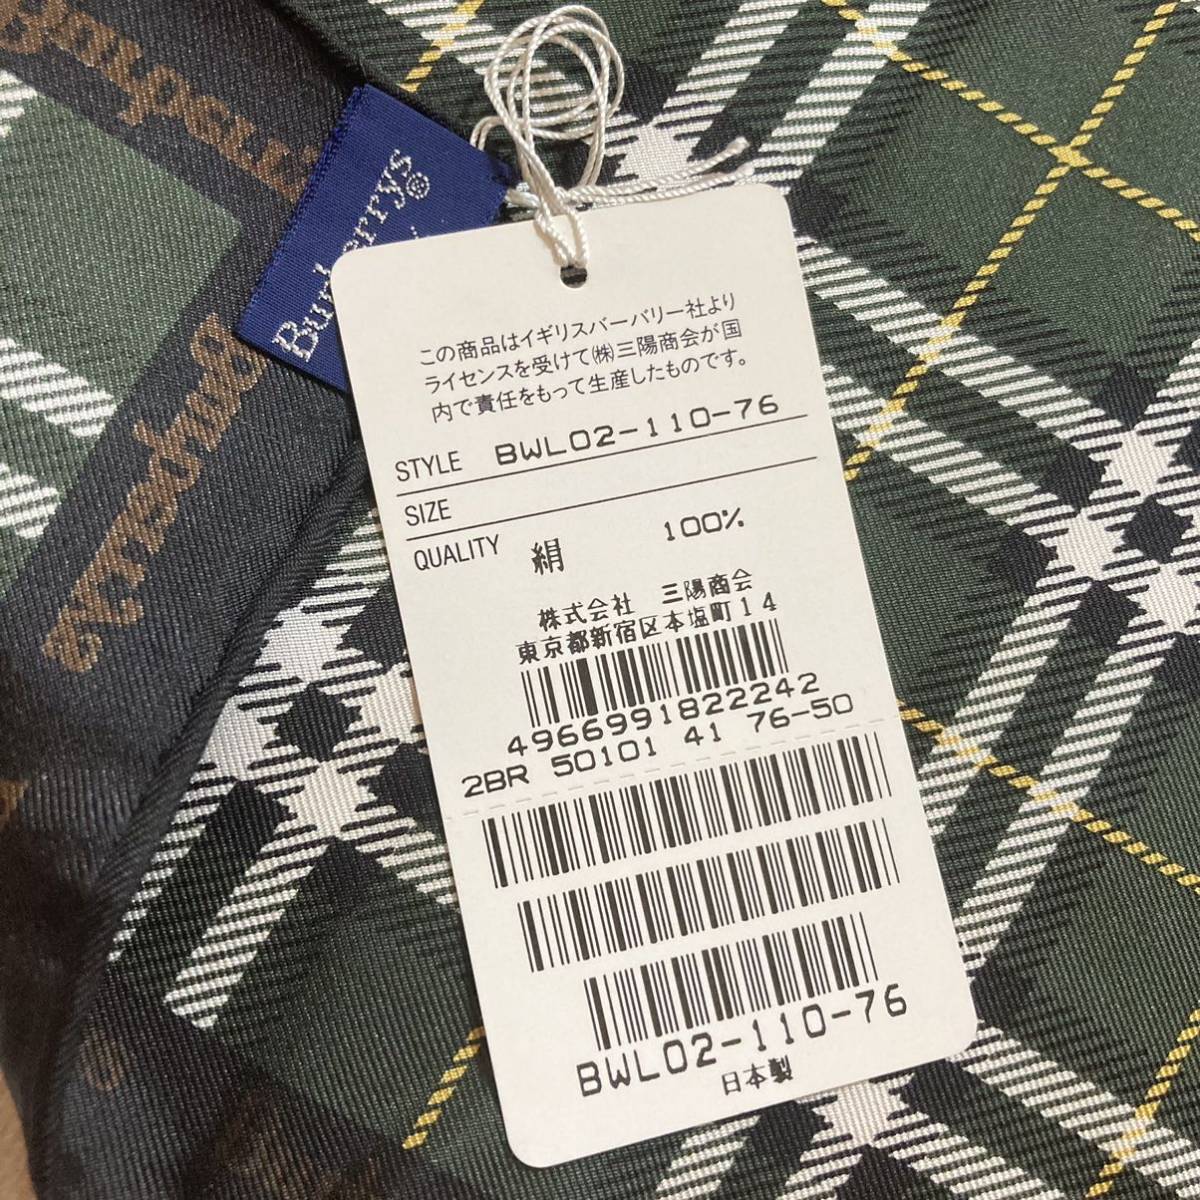 Burberrys®
この商品はイギリスバーバリー社より
ライセンスを受けて㈱三陽商会が国
内で責任をもって生産したものです。
STYLE BWL02-110-76
SIZE
QUALITY 絹 100%
株式会社 三陽商会
東京都新宿区本塩町14
4966991822242
2BR 50101 41 76-50
BWL02-110-76
日本製
Burberrys